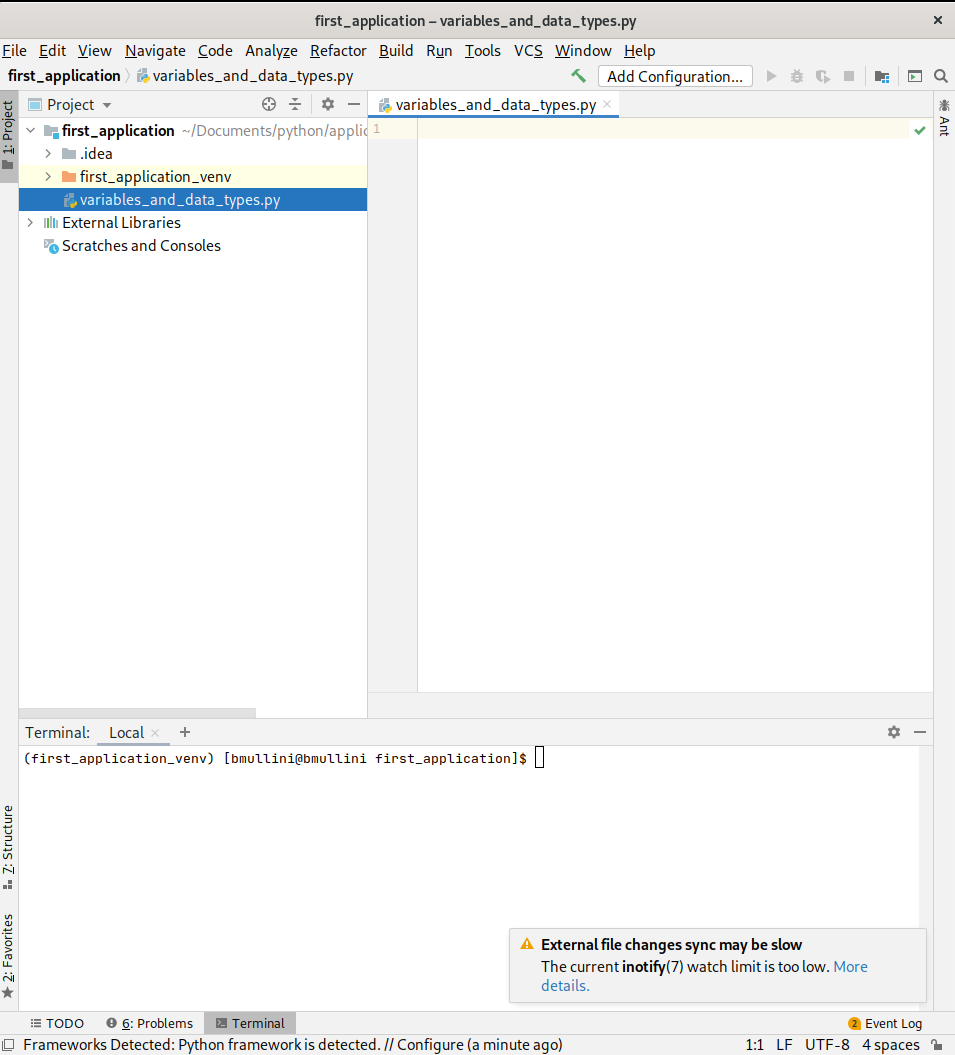 first_application – variables_and_data_types.py
File Edit View Navigate Code Analyze Refactor Build Run Tools VCS Window Help
first_application variables_and_data_types.py Add Configuration...
1: Project
Project
variables_and_data_types.py
Ant
first_application ~/Documents/python/applic
1
.idea
first_application_venv
variables_and_data_types.py
External Libraries
Scratches and Consoles
Terminal: Local +
(first_application_venv) [bmullini@bmullini first_application]$
7: Structure
2: Favorites
External file changes sync may be slow
The current inotify(7) watch limit is too low. More
details.
TODO 6: Problems Terminal 2 Event Log
Frameworks Detected: Python framework is detected. // Configure (a minute ago) 1:1 LF UTF-8 4 spaces